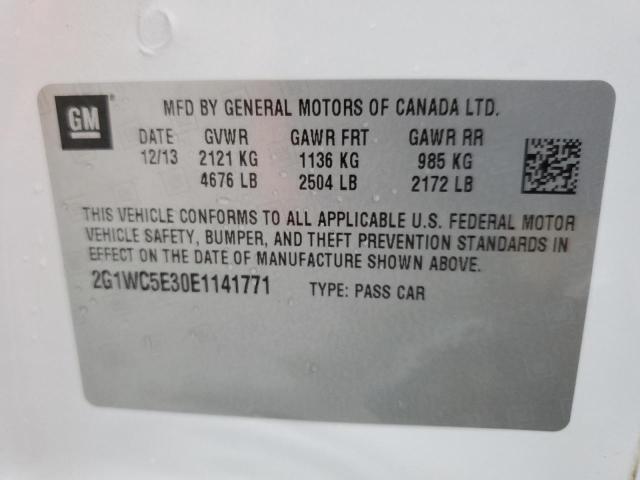 GM
MFD BY GENERAL MOTORS OF CANADA LTD.
DATE GVWR GAWR FRT GAWR RR
12/13 2121 KG 1136 KG 985 KG
4676 LB 2504 LB 2172 LB
THIS VEHICLE CONFORMS TO ALL APPLICABLE U.S. FEDERAL MOTOR
VEHICLE SAFETY, BUMPER, AND THEFT PREVENTION STANDARDS IN
EFFECT ON THE DATE OF MANUFACTURE SHOWN ABOVE.
2G1WC5E30E1141771 TYPE: PASS CAR